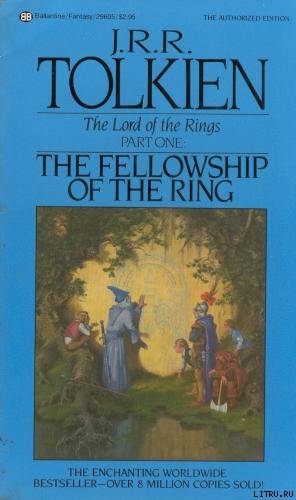 BB Ballantine/Fantasy/29605/$2.95
THE AUTHORIZED EDITION
J.R.R.
TOLKIEN
The Lord of the Rings
PART ONE:
THE FELLOWSHIP
OF THE RING
THE ENCHANTING WORLDWIDE
BESTSELLER—OVER 8 MILLION COPIES SOLD!
LITRU.RU